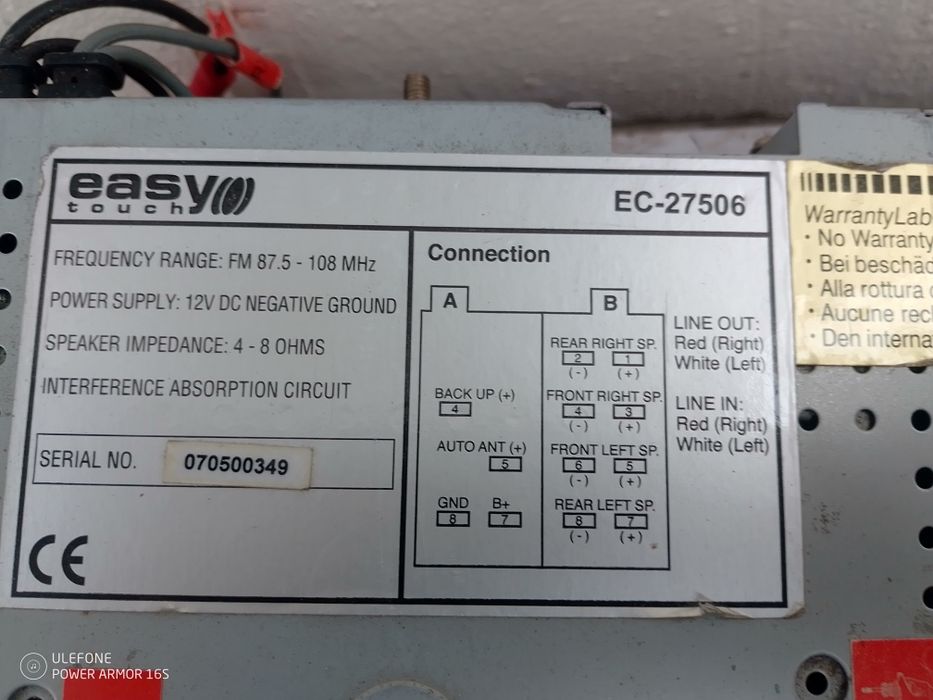 easy
touch
EC-27506
FREQUENCY RANGE: FM 87.5 - 108 MHz
POWER SUPPLY: 12V DC NEGATIVE GROUND
SPEAKER IMPEDANCE: 4 - 8 OHMS
INTERFERENCE ABSORPTION CIRCUIT
SERIAL NO. 070500349
CE
Connection
A
BACK UP (+)
4
AUTO ANT (+)
5
GND B+
8 7
B
REAR RIGHT SP.
2 1
(-) (+)
FRONT RIGHT SP.
4 3
(-) (+)
FRONT LEFT SP.
6 5
(-) (+)
REAR LEFT SP.
8 7
(-) (+)
LINE OUT:
Red (Right)
White (Left)
LINE IN:
Red (Right)
White (Left)
WarrantyLab
• No Warranty
• Bei beschäd
• Alla rottura
• Aucune rec
• Den interna
ULEFONE
POWER ARMOR 16S